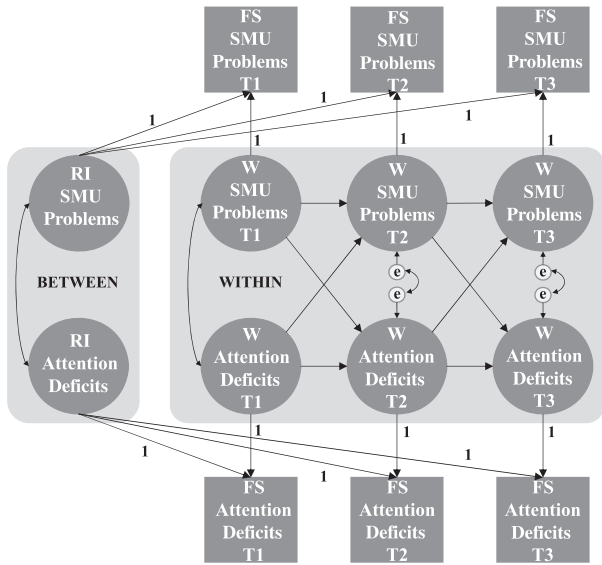 FS
SMU
Problems
T1
FS
SMU
Problems
T2
FS
SMU
Problems
T3
1
1
1
1
1
1
RI
SMU
Problems
BETWEEN
RI
Attention
Deficits
W
SMU
Problems
T1
W
SMU
Problems
T2
W
SMU
Problems
T3
WITHIN
e
e
e
e
W
Attention
Deficits
T1
W
Attention
Deficits
T2
W
Attention
Deficits
T3
1
1
1
1
1
1
FS
Attention
Deficits
T1
FS
Attention
Deficits
T2
FS
Attention
Deficits
T3